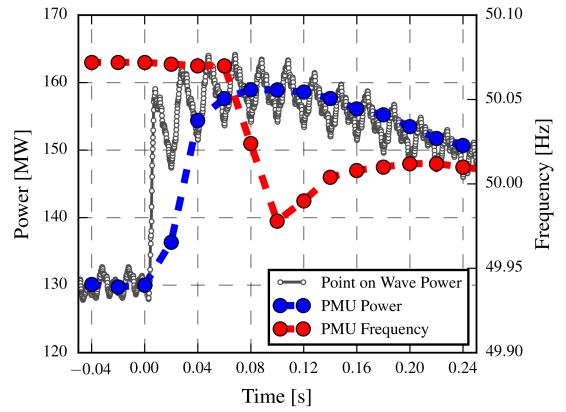 170
160
150
140
130
120
Power [MW]
50.10
50.05
50.00
49.95
49.90
Frequency [Hz]
Point on Wave Power
PMU Power
PMU Frequency
−0.04 0.00 0.04 0.08 0.12 0.16 0.20 0.24
Time [s]